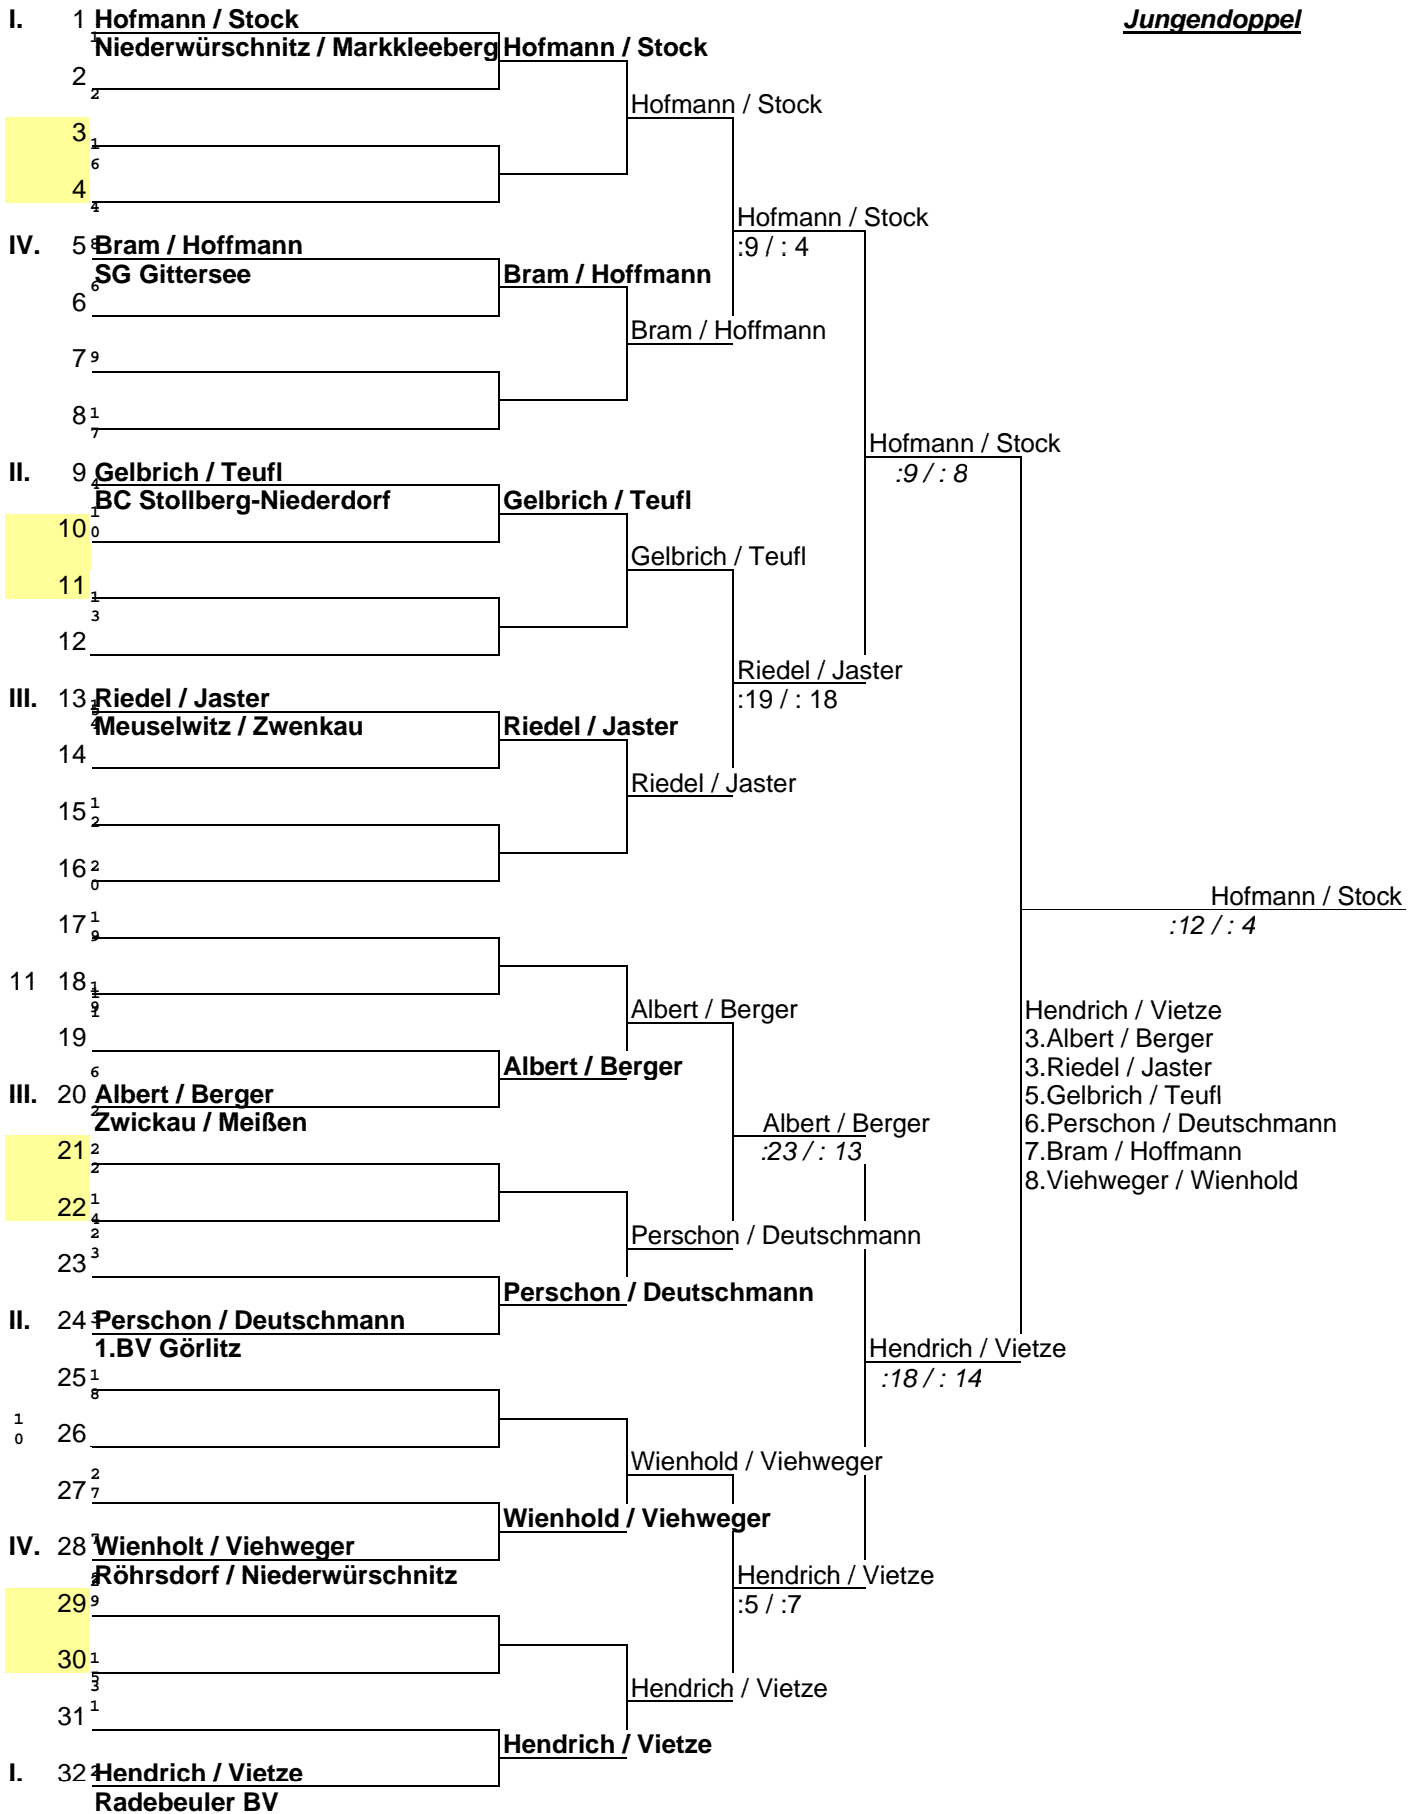 Jungendoppel
I. 1 Hofmann / Stock
Niederwürschnitz / Markkleeberg Hofmann / Stock
2
Hofmann / Stock
3
4
Hofmann / Stock
IV. 5 Bram / Hoffmann :9 / : 4
SG Gittersee Bram / Hoffmann
6
Bram / Hoffmann
7
8
Hofmann / Stock
II. 9 Gelbrich / Teufl :9 / : 8
BC Stollberg-Niederdorf Gelbrich / Teufl
10
Gelbrich / Teufl
11
12
Riedel / Jaster
III. 13 Riedel / Jaster :19 / : 18
Meuselwitz / Zwenkau Riedel / Jaster
14
Riedel / Jaster
15
16
Hofmann / Stock
17 :12 / : 4
11 18
Albert / Berger Hendrich / Vietze
19 3.Albert / Berger
Albert / Berger 3.Riedel / Jaster
III. 20 Albert / Berger 5.Gelbrich / Teufl
Zwickau / Meißen Albert / Berger 6.Perschon / Deutschmann
21 :23 / : 13 7.Bram / Hoffmann
8.Viehweger / Wienhold
22
Perschon / Deutschmann
23
Perschon / Deutschmann
II. 24 Perschon / Deutschmann
1.BV Görlitz Hendrich / Vietze
25 :18 / : 14
10 26
Wienhold / Viehweger
27
Wienhold / Viehweger
IV. 28 Wienholt / Viehweger
Röhrsdorf / Niederwürschnitz Hendrich / Vietze
29 :5 / :7
30
Hendrich / Vietze
31
Hendrich / Vietze
I. 32 Hendrich / Vietze
Radebeuler BV